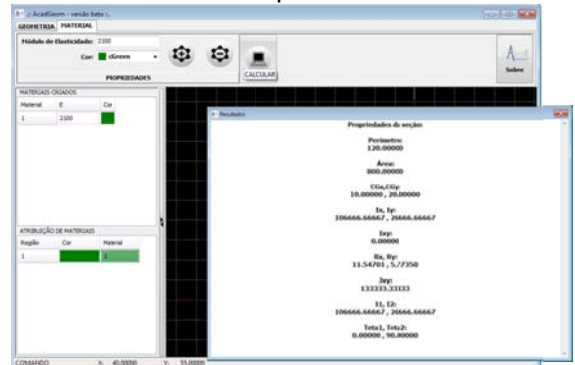 .: AcadGeom - versão beta :.
GEOMETRIA MATERIAL
Módulo de Elasticidade: 2100
Cor: clGreen
CALCULAR
Sobre
PROPRIEDADES
MATERIAIS CRIADOS
Material E Cor
1 2100
ATRIBUIÇÃO DE MATERIAIS
Região Cor Material
1 1
Resultados
Propriedades da seção:
Perímetro:
120.00000
Área:
800.00000
CGx,CGy:
10.00000 , 20.00000
Ix, Iy:
106666.66667 , 26666.66667
Ixy:
0.00000
Rx, Ry:
11.54701 , 5.77350
Jxy:
133333.33333
I1, I2:
106666.66667 , 26666.66667
Teta1, Teta2:
0.00000 , 90.00000
COMANDO X: 40.00000 Y: 55.00000